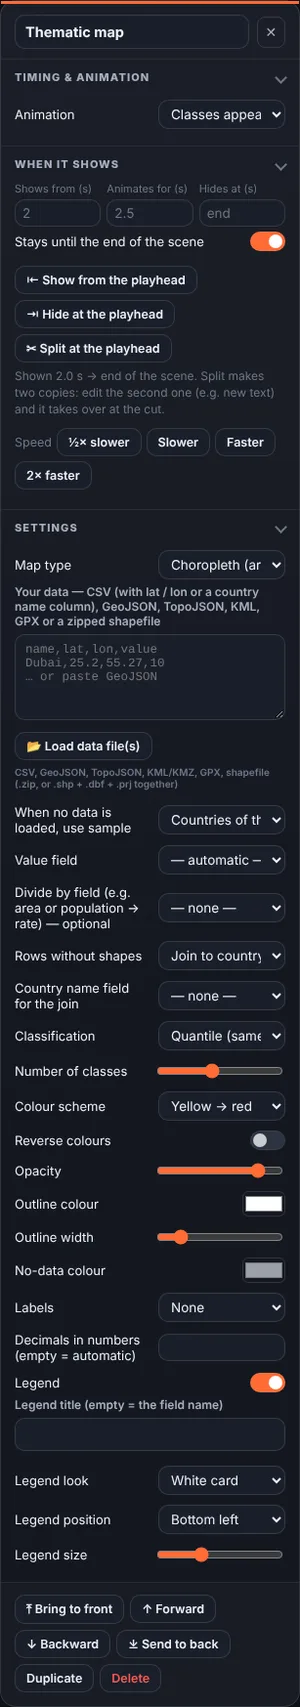 Thematic map
×
TIMING & ANIMATION
Animation
Classes appea
WHEN IT SHOWS
Shows from (s)
Animates for (s)
Hides at (s)
2
2.5
end
Stays until the end of the scene
⇤ Show from the playhead
⇥ Hide at the playhead
✂ Split at the playhead
Shown 2.0 s → end of the scene. Split makes
two copies: edit the second one (e.g. new text)
and it takes over at the cut.
Speed
½× slower
Slower
Faster
2× faster
SETTINGS
Map type
Choropleth (ar
Your data — CSV (with lat / lon or a country
name column), GeoJSON, TopoJSON, KML,
GPX or a zipped shapefile
name,lat,lon,value
Dubai,25.2,55.27,10
… or paste GeoJSON
📂 Load data file(s)
CSV, GeoJSON, TopoJSON, KML/KMZ, GPX, shapefile
(.zip, or .shp + .dbf + .prj together)
When no data is
loaded, use sample
Countries of th
Value field
— automatic —
Divide by field (e.g.
area or population →
rate) — optional
— none —
Rows without shapes
Join to country
Country name field
for the join
— none —
Classification
Quantile (same
Number of classes
Colour scheme
Yellow → red
Reverse colours
Opacity
Outline colour
Outline width
No-data colour
Labels
None
Decimals in numbers
(empty = automatic)
Legend
Legend title (empty = the field name)
Legend look
White card
Legend position
Bottom left
Legend size
⤒ Bring to front
↑ Forward
↓ Backward
⤓ Send to back
Duplicate
Delete